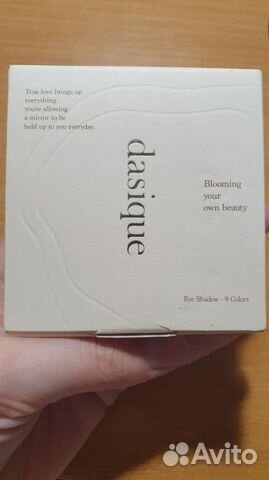 True love brings up
everything -
you're allowing
a mirror to be
held up to you everyday.
dasique
Blooming
your
own beauty
Eye Shadow - 9 Colors
Avito